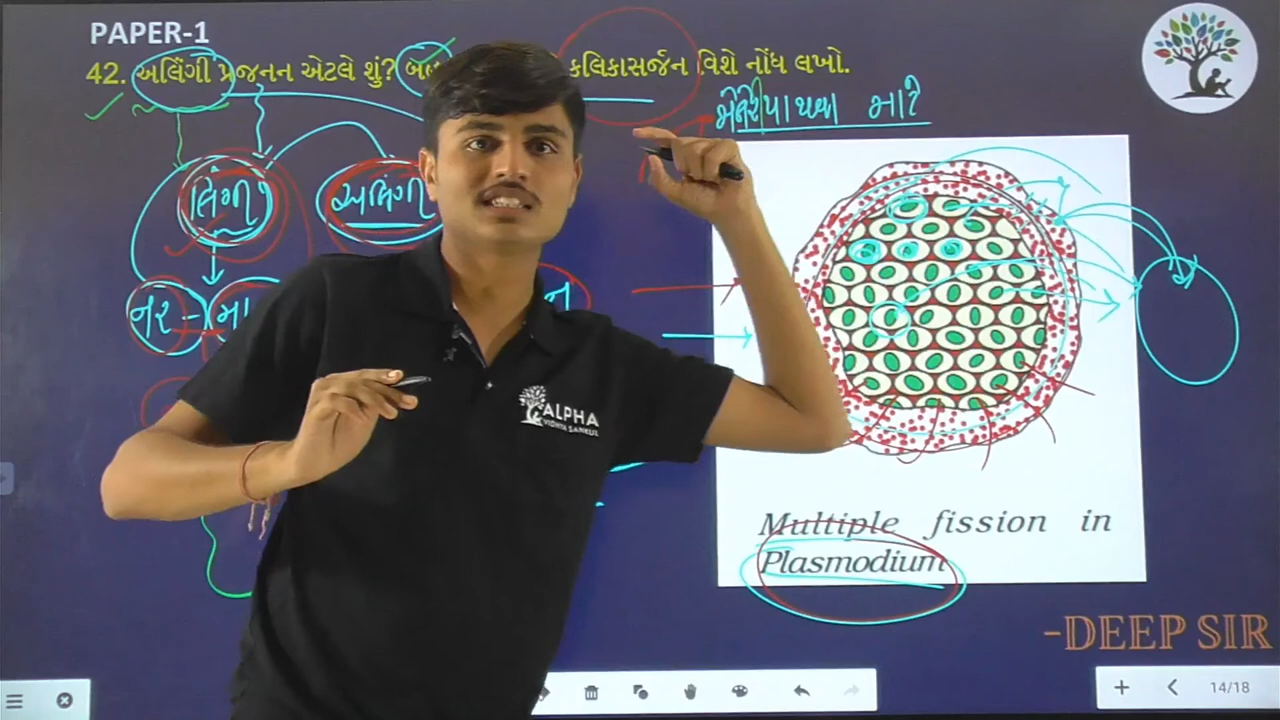 PAPER-1
42. અલિંગી પ્રજનન એટલે શું? કલિકાસર્જન વિશે નોંધ લખો.
લિંગી અલિંગી
નર - મા ન
ALPHA
VIDHYA SANKUL
Multiple fission in
Plasmodium
-DEEP SIR
14/18